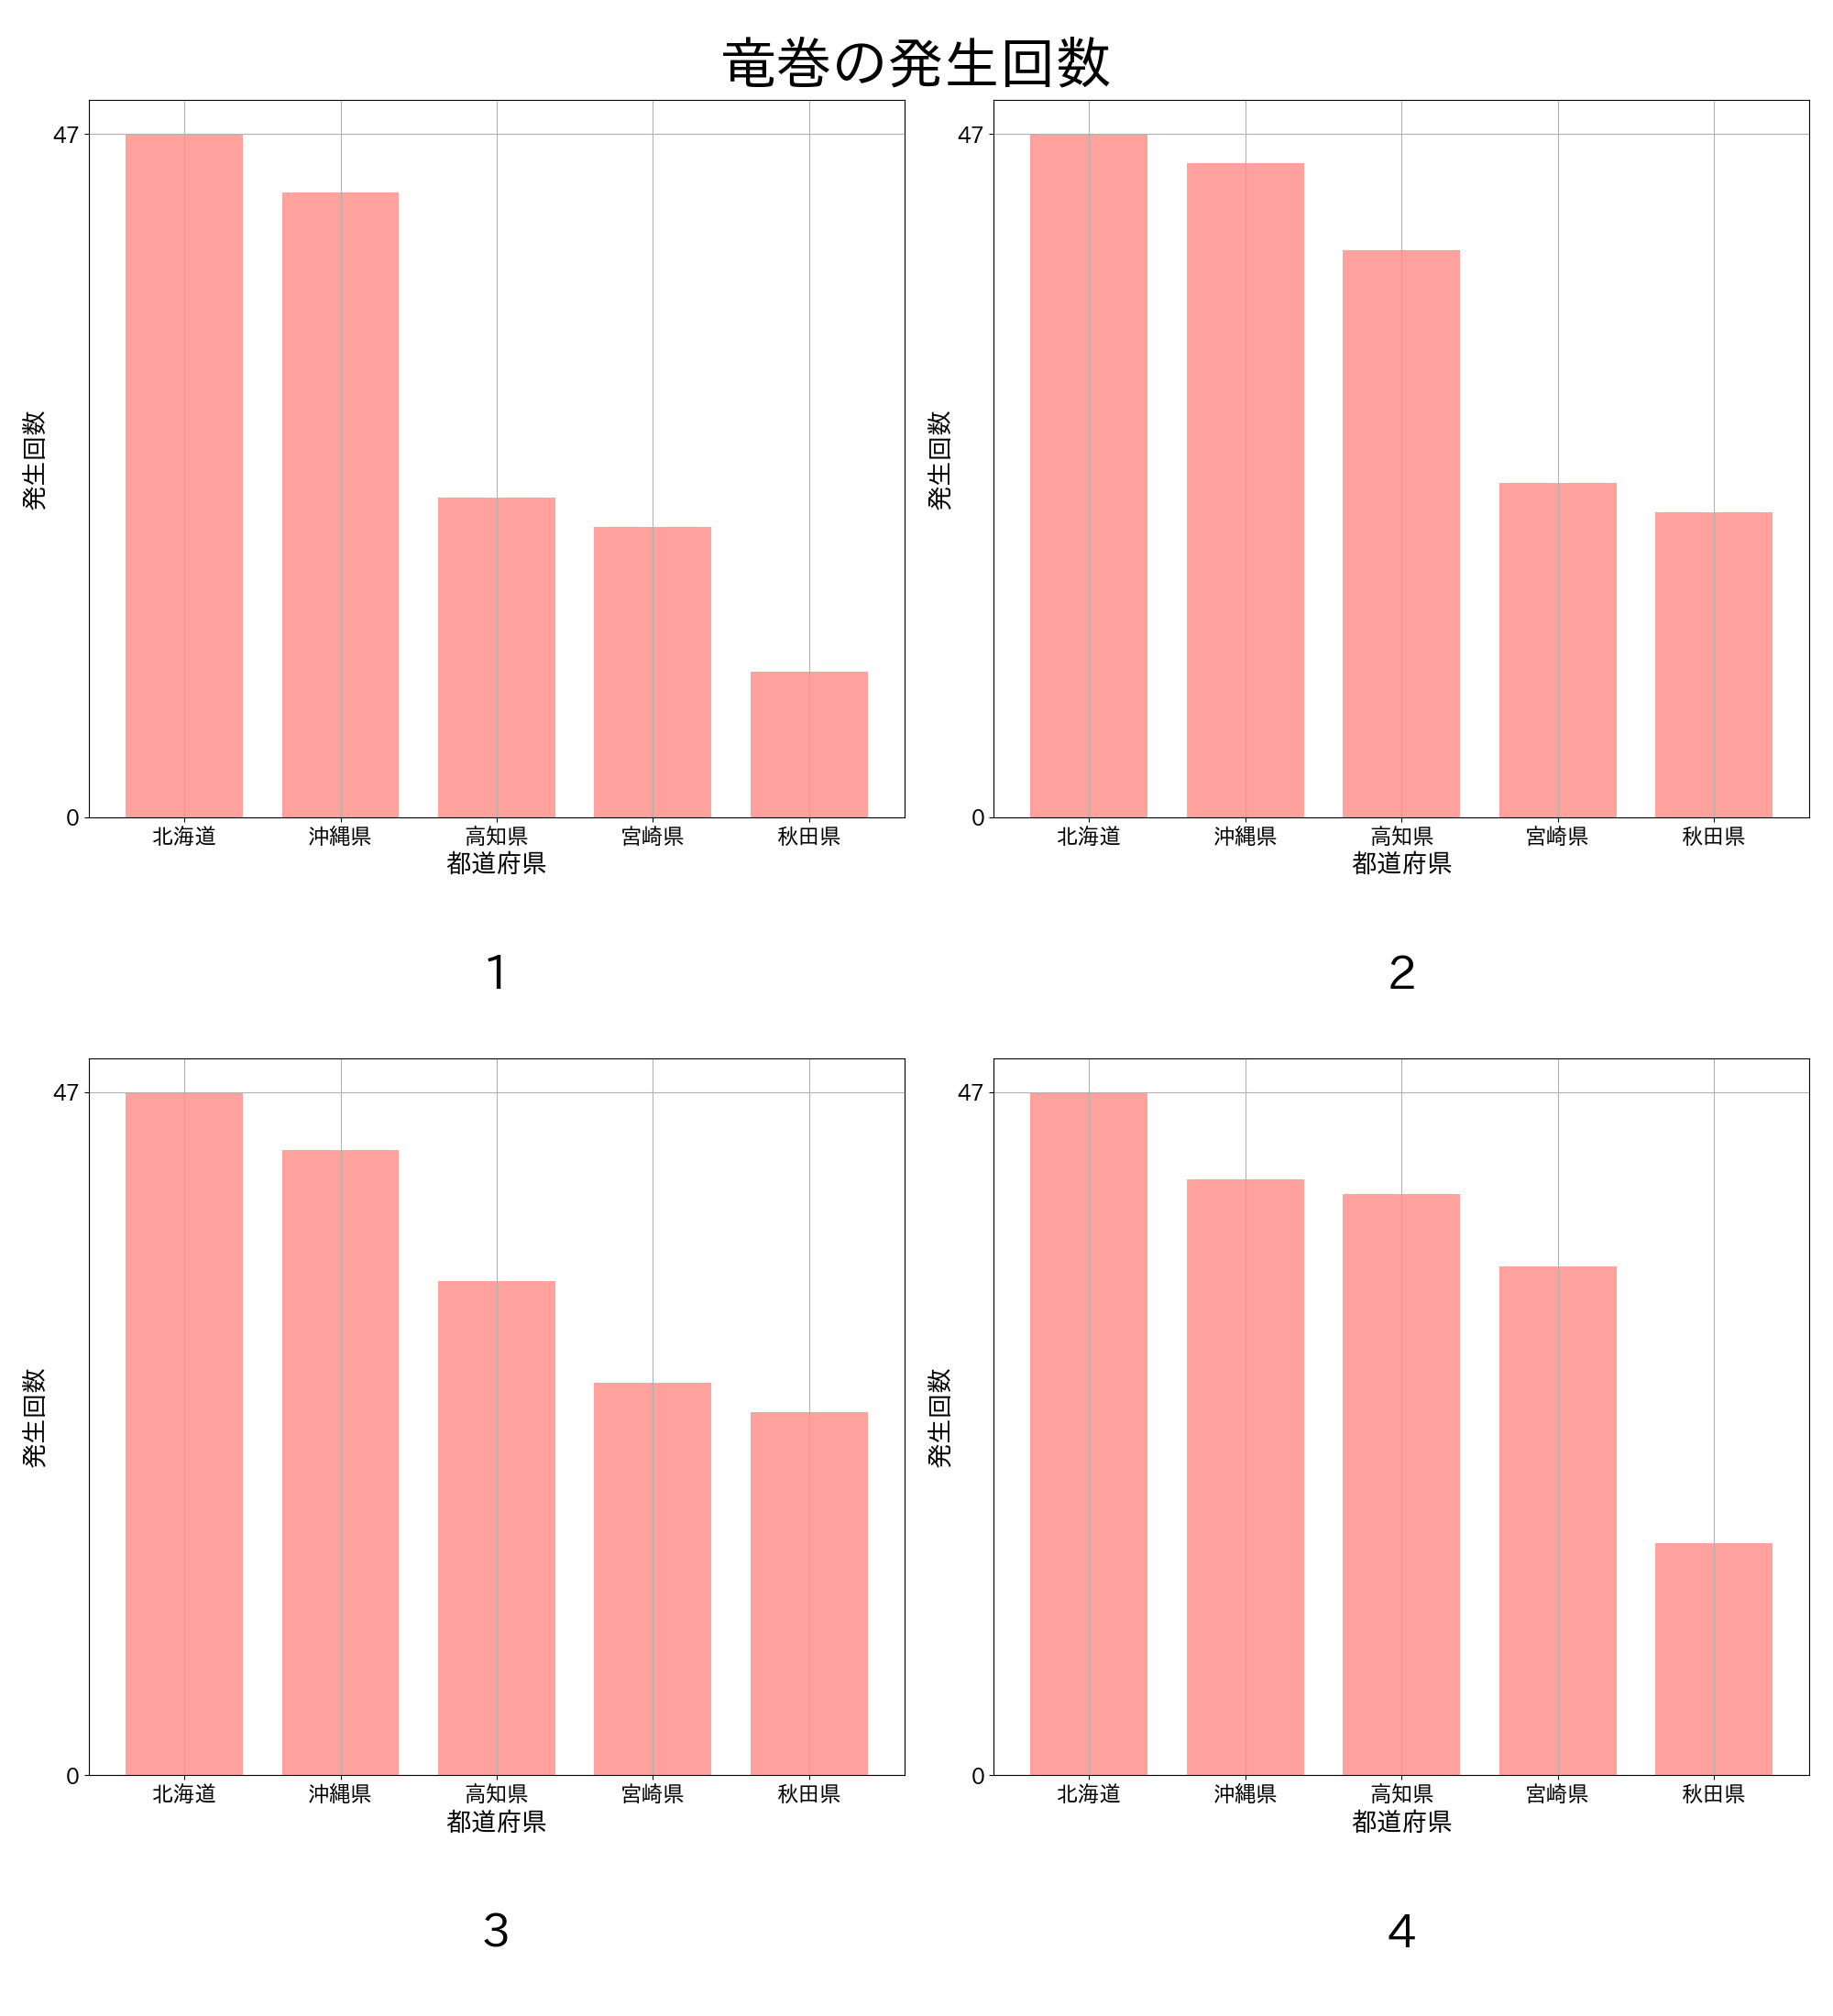 竜巻の発生回数
47
0
発生回数
北海道 沖縄県 高知県 宮崎県 秋田県
都道府県
1
47
0
発生回数
北海道 沖縄県 高知県 宮崎県 秋田県
都道府県
2
47
0
発生回数
北海道 沖縄県 高知県 宮崎県 秋田県
都道府県
3
47
0
発生回数
北海道 沖縄県 高知県 宮崎県 秋田県
都道府県
4